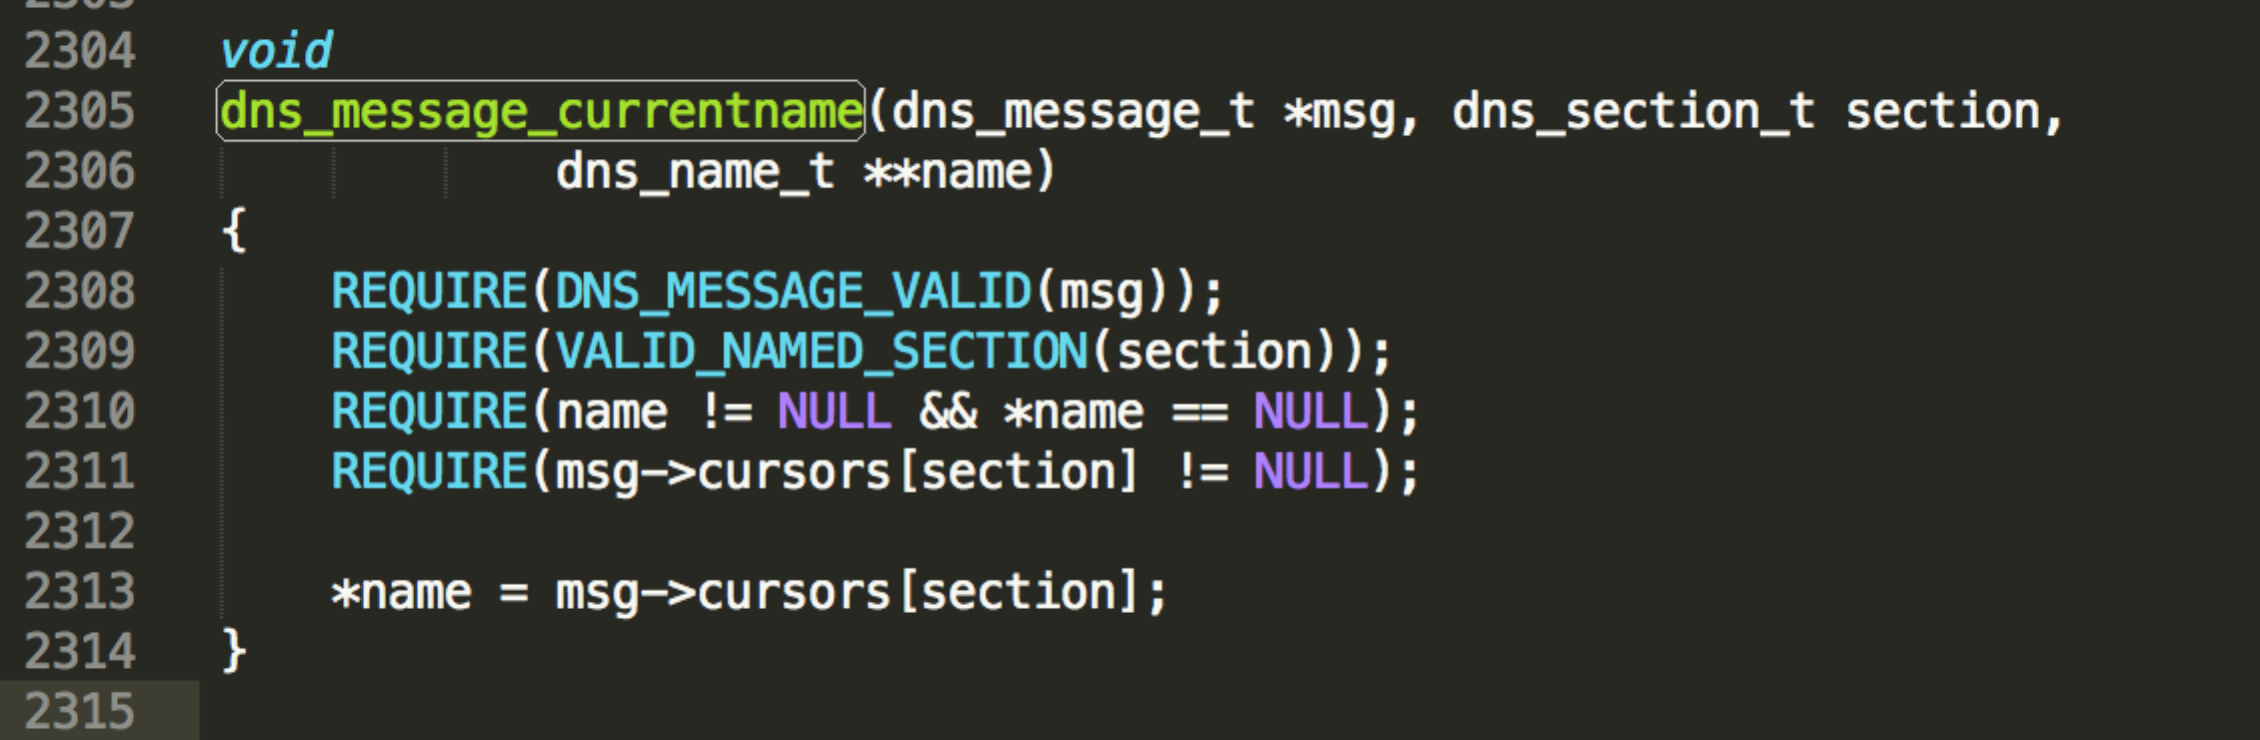 2303
2304 void
2305 dns_message_currentname(dns_message_t *msg, dns_section_t section,
2306 dns_name_t **name)
2307 {
2308 REQUIRE(DNS_MESSAGE_VALID(msg));
2309 REQUIRE(VALID_NAMED_SECTION(section));
2310 REQUIRE(name != NULL && *name == NULL);
2311 REQUIRE(msg->cursors[section] != NULL);
2312
2313 *name = msg->cursors[section];
2314 }
2315